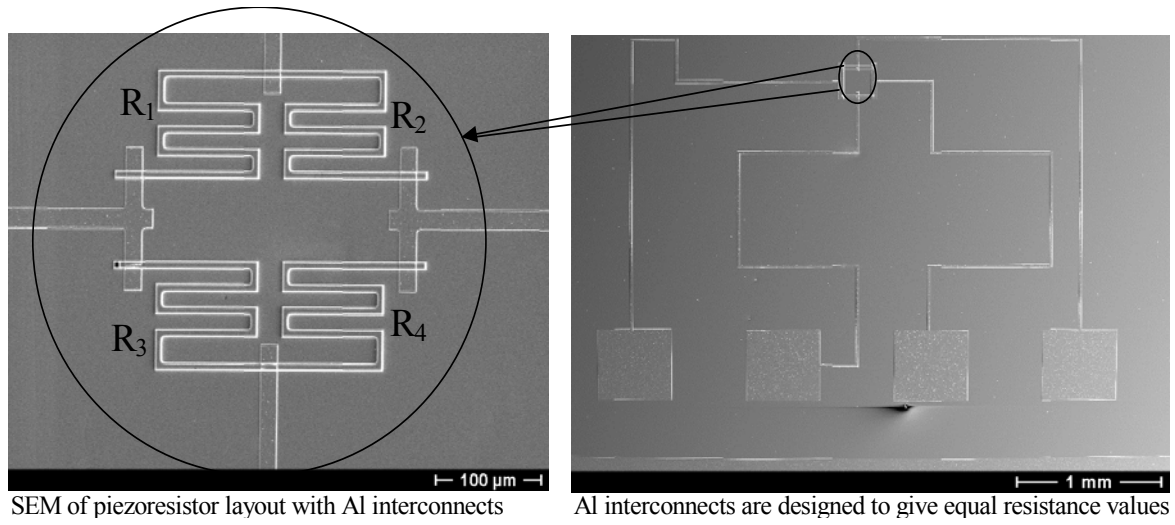 R1
R2
R3
R4
100 µm
1 mm
SEM of piezoresistor layout with Al interconnects
Al interconnects are designed to give equal resistance values